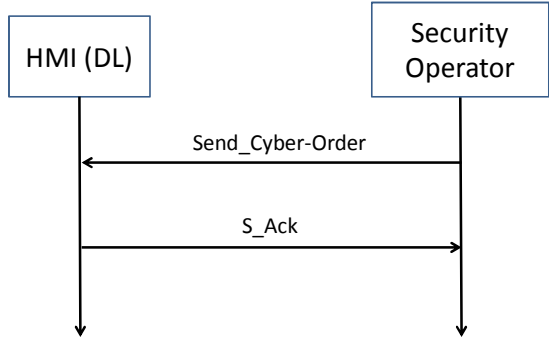 HMI (DL)
Security
Operator
Send_Cyber-Order
S_Ack